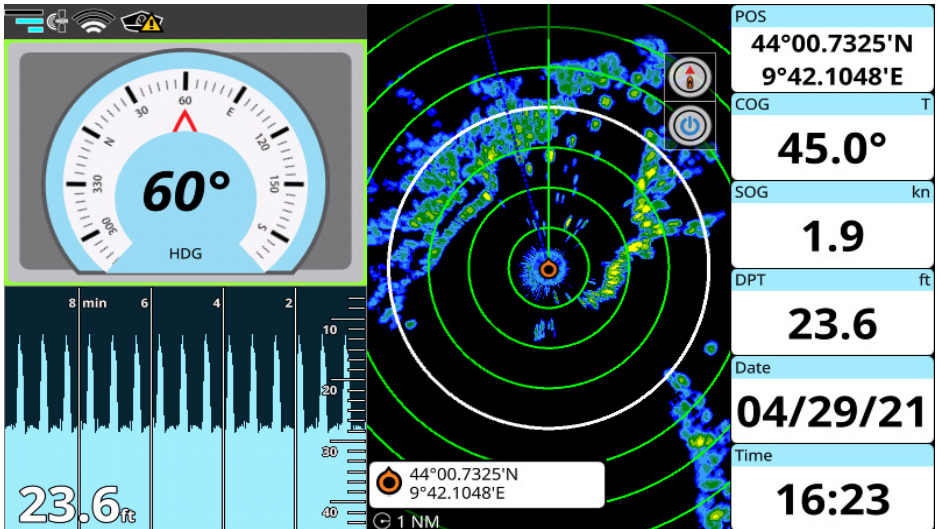 300
330
N
30
60
E
120
150
S
60°
HDG
8 min 6 4 2
10
20
30
40
23.6ft
44°00.7325'N
9°42.1048'E
1 NM
POS
44°00.7325'N
9°42.1048'E
COG T
45.0°
SOG kn
1.9
DPT ft
23.6
Date
04/29/21
Time
16:23